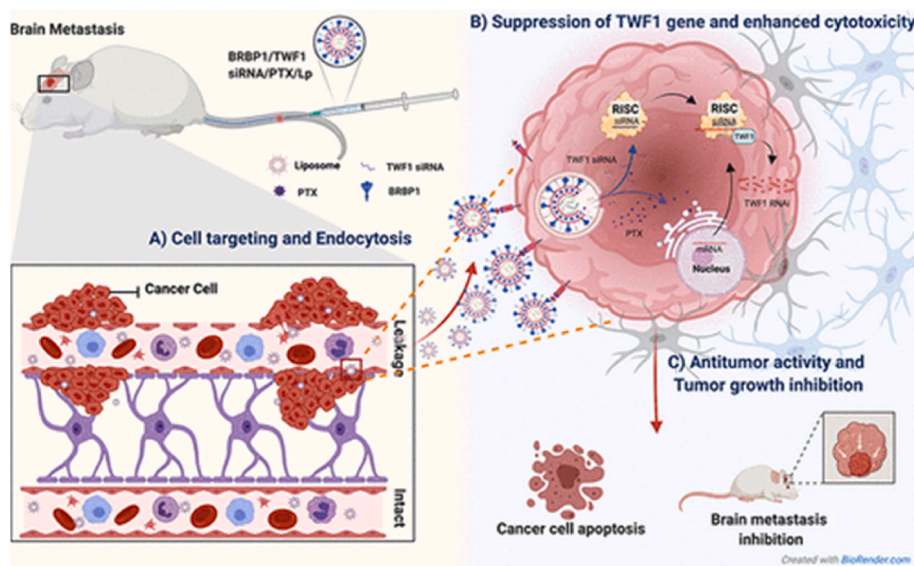 Brain Metastasis
BRBP1/TWF1
siRNA/PTX/Lp
Liposome
TWF1 siRNA
PTX
BRBP1
A) Cell targeting and Endocytosis
Cancer Cell
Leakage
Intact
B) Suppression of TWF1 gene and enhanced cytotoxicity
RISC
siRNA
RISC
siRNA
TWF1
TWF1 siRNA
TWF1 RNAi
PTX
mRNA
Nucleus
C) Antitumor activity and
Tumor growth inhibition
Cancer cell apoptosis
Brain metastasis
inhibition
Created with BioRender.com